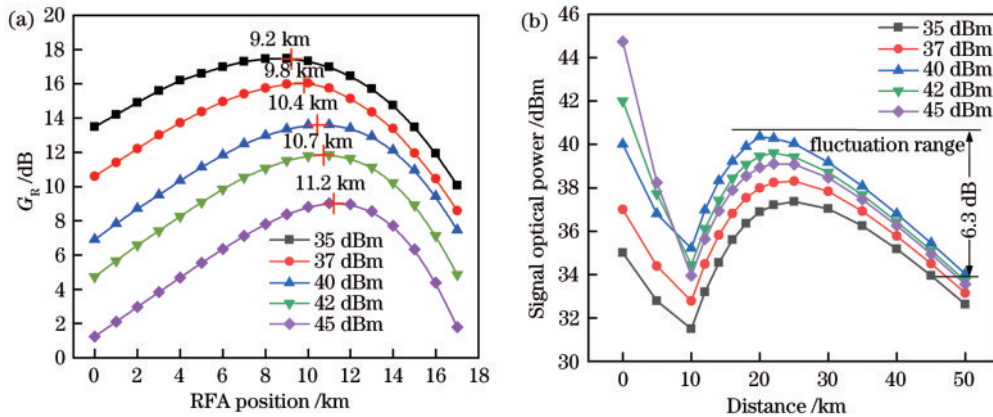 (a)
20
18
16
14
12
10
8
6
4
2
0
G_R /dB
9.2 km
9.8 km
10.4 km
10.7 km
11.2 km
35 dBm
37 dBm
40 dBm
42 dBm
45 dBm
0 2 4 6 8 10 12 14 16 18
RFA position /km
(b)
46
44
42
40
38
36
34
32
30
Signal optical power /dBm
35 dBm
37 dBm
40 dBm
42 dBm
45 dBm
fluctuation range
6.3 dB
0 10 20 30 40 50
Distance /km